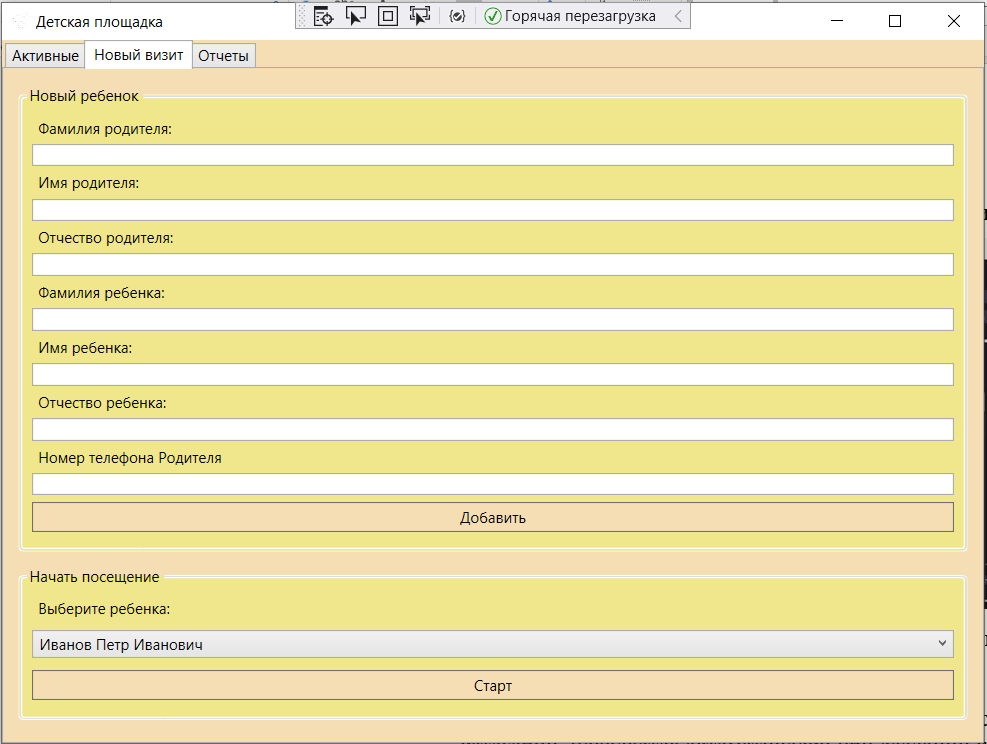 Детская площадка
Горячая перезагрузка
Активные
Новый визит
Отчеты
Новый ребенок
Фамилия родителя:
Имя родителя:
Отчество родителя:
Фамилия ребенка:
Имя ребенка:
Отчество ребенка:
Номер телефона Родителя
Добавить
Начать посещение
Выберите ребенка:
Иванов Петр Иванович
Старт